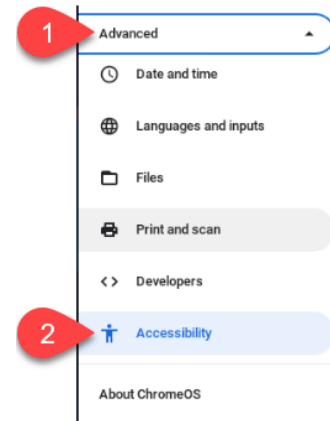 1
Advanced
Date and time
Languages and inputs
Files
Print and scan
Developers
2
Accessibility
About ChromeOS